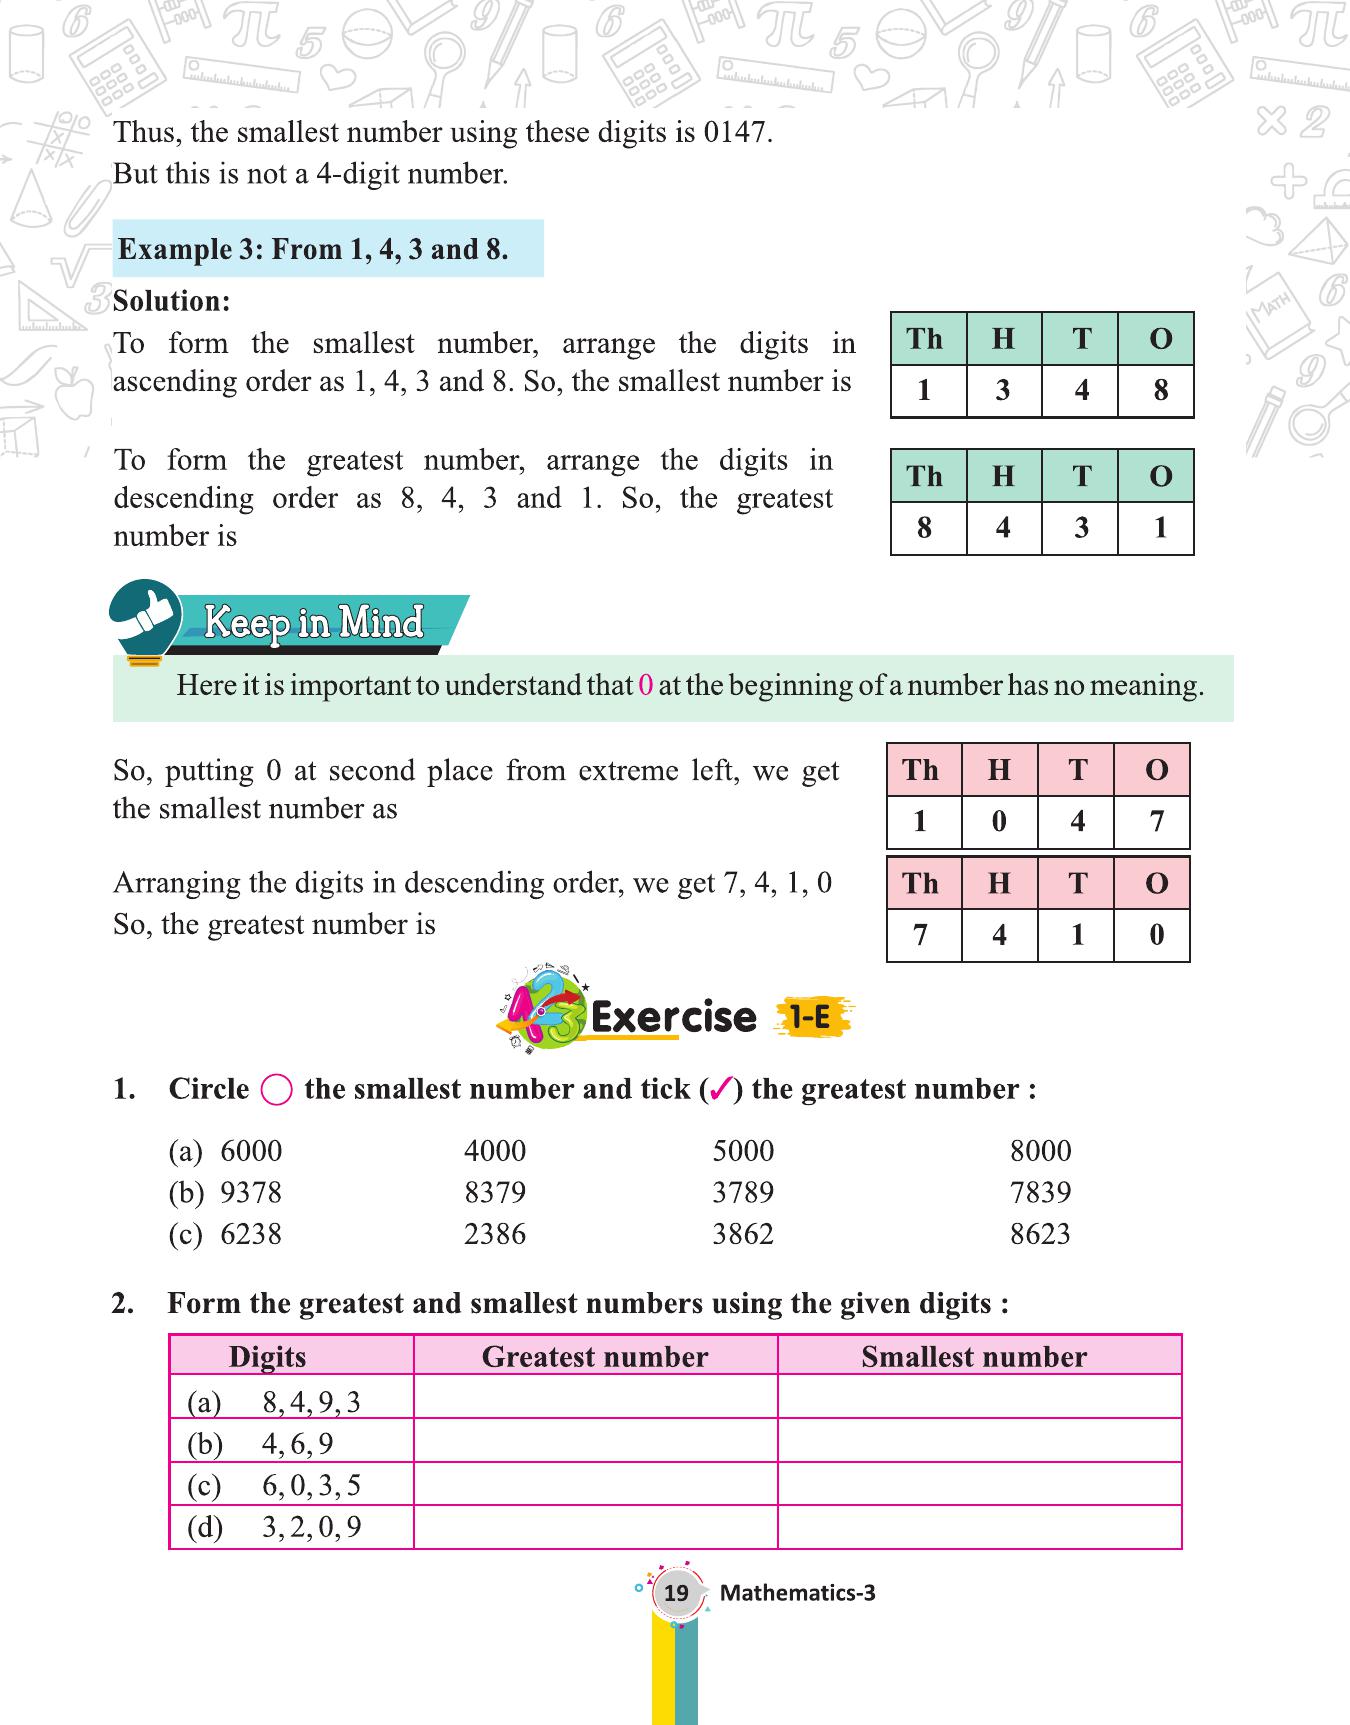 Thus, the smallest number using these digits is 0147.
But this is not a 4-digit number.
Example 3: From 1, 4, 3 and 8.
Solution:
To form the smallest number, arrange the digits in
ascending order as 1, 4, 3 and 8. So, the smallest number is
Th H T O
1 3 4 8
To form the greatest number, arrange the digits in
descending order as 8, 4, 3 and 1. So, the greatest
number is
Th H T O
8 4 3 1
Keep in Mind
Here it is important to understand that 0 at the beginning of a number has no meaning.
So, putting 0 at second place from extreme left, we get
the smallest number as
Th H T O
1 0 4 7
Arranging the digits in descending order, we get 7, 4, 1, 0
So, the greatest number is
Th H T O
7 4 1 0
123 Exercise 1-E
1. Circle ◯ the smallest number and tick (✓) the greatest number :
(a) 6000 4000 5000 8000
(b) 9378 8379 3789 7839
(c) 6238 2386 3862 8623
2. Form the greatest and smallest numbers using the given digits :
Digits Greatest number Smallest number
(a) 8, 4, 9, 3
(b) 4, 6, 9
(c) 6, 0, 3, 5
(d) 3, 2, 0, 9
19 Mathematics-3